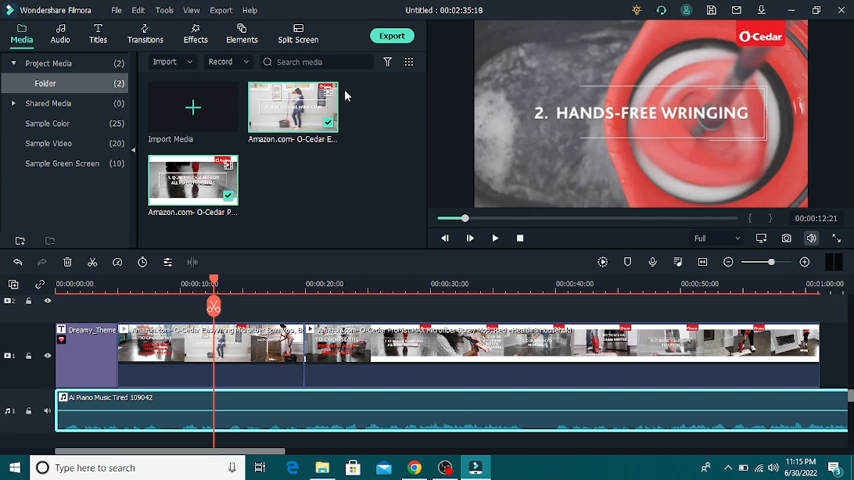 Wondershare Filmora
File Edit Tools View Export Help
Untitled : 00:02:35:18
Media
Audio
Titles
Transitions
Effects
Elements
Split Screen
Export
Project Media (2)
Folder (2)
Shared Media (0)
Sample Color (25)
Sample Video (20)
Sample Green Screen (10)
Import
Record
Search media
Import Media
Amazon.com- O-Cedar E...
Amazon.com- O-Cedar P...
O-Cedar
2. HANDS-FREE WRINGING
00:00:12:21
Full
00:00:00:00
00:00:10:00
00:00:20:00
00:00:30:00
00:00:40:00
00:00:50:00
00:01:00:00
2
1
1
Dreamy_Theme
Ai Piano Music Tired 109042
Type here to search
11:15 PM
6/30/2022
3